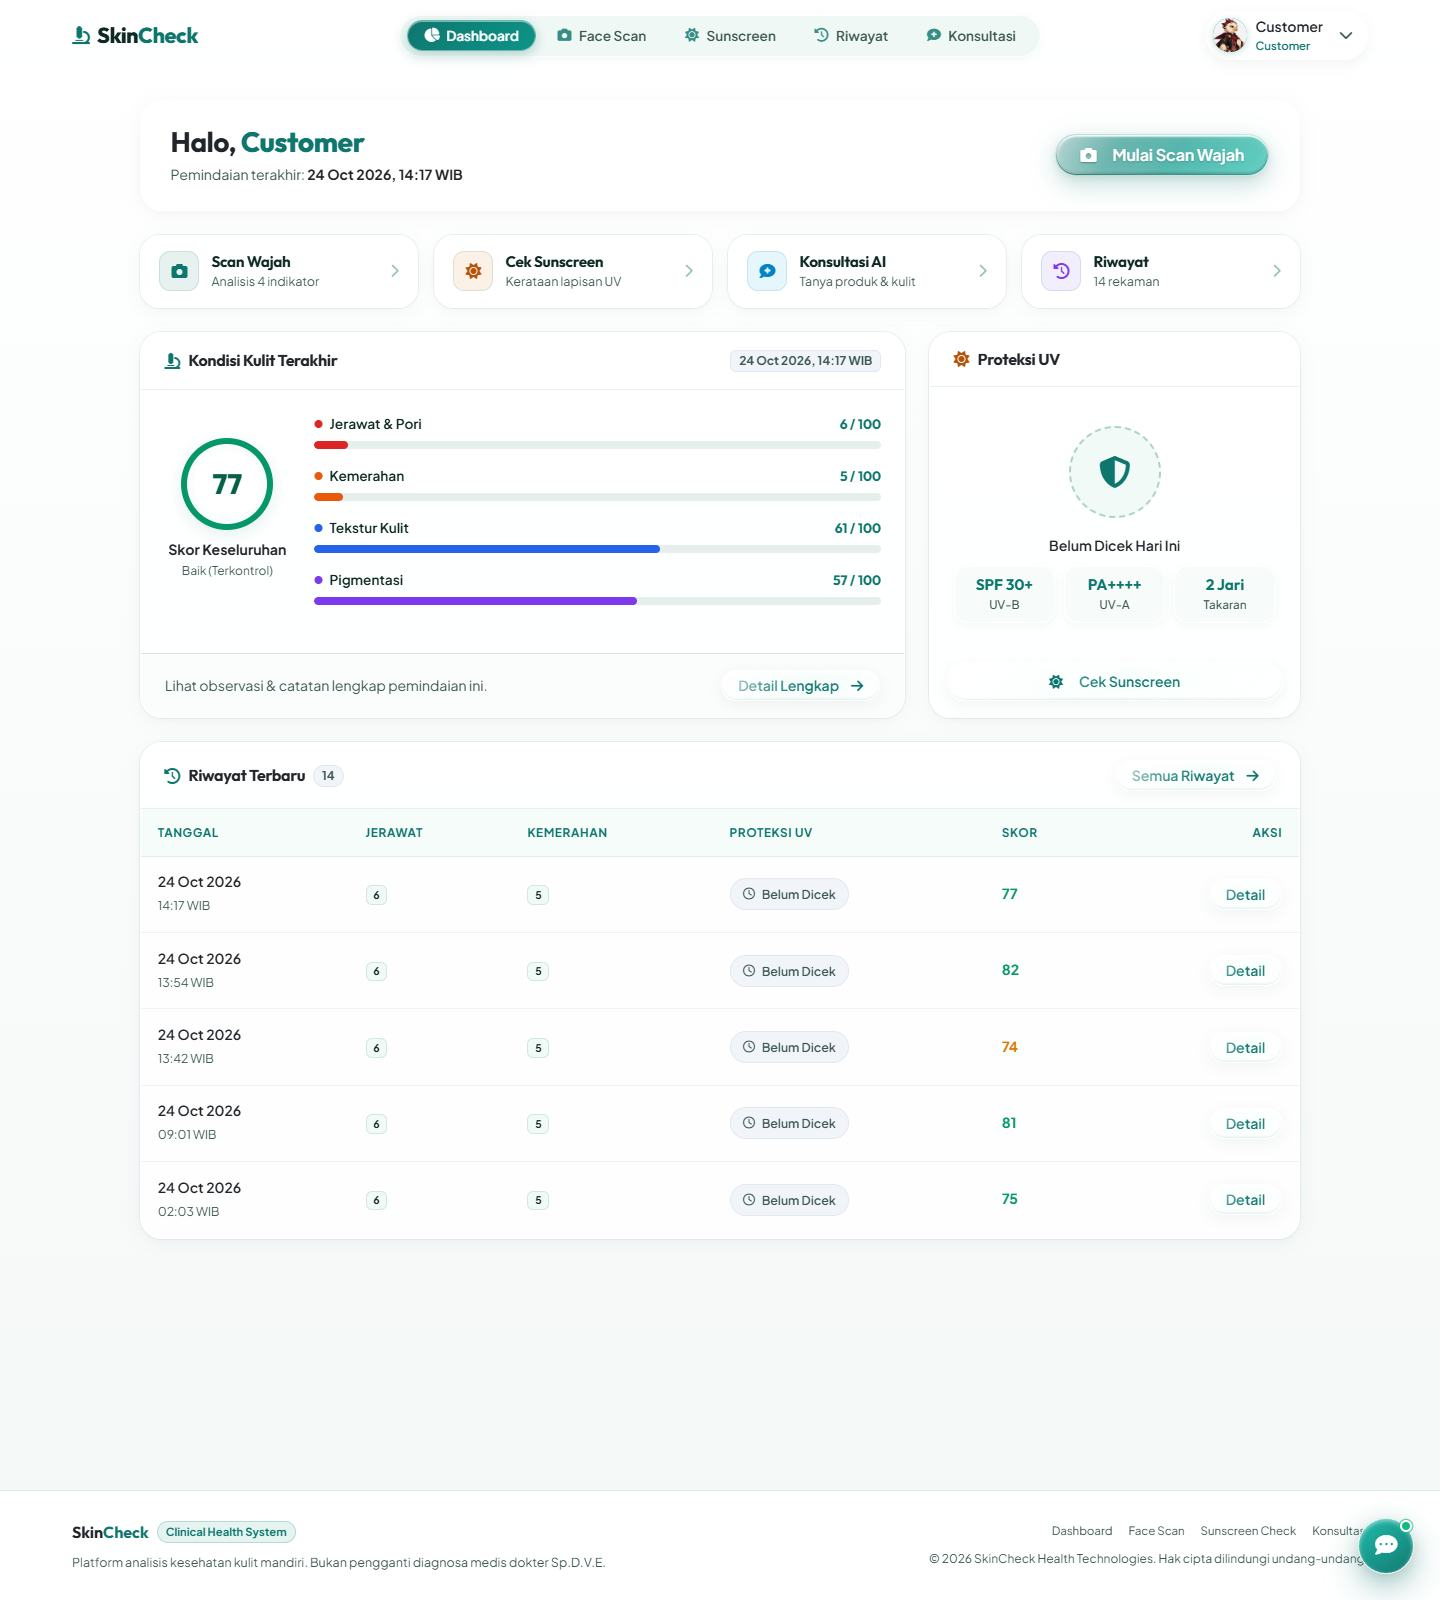 SkinCheck
Dashboard
Face Scan
Sunscreen
Riwayat
Konsultasi
Customer
Customer
Halo, Customer
Pemindaian terakhir: 24 Oct 2026, 14:17 WIB
Mulai Scan Wajah
Scan Wajah
Analisis 4 indikator
Cek Sunscreen
Kerataan lapisan UV
Konsultasi AI
Tanya produk & kulit
Riwayat
14 rekaman
Kondisi Kulit Terakhir
24 Oct 2026, 14:17 WIB
77
Skor Keseluruhan
Baik (Terkontrol)
Jerawat & Pori 6 / 100
Kemerahan 5 / 100
Tekstur Kulit 61 / 100
Pigmentasi 57 / 100
Lihat observasi & catatan lengkap pemindaian ini.
Detail Lengkap
Proteksi UV
Belum Dicek Hari Ini
SPF 30+
UV-B
PA++++
UV-A
2 Jari
Takaran
Cek Sunscreen
Riwayat Terbaru 14
Semua Riwayat
TANGGAL JERAWAT KEMERAHAN PROTEKSI UV SKOR AKSI
24 Oct 2026
14:17 WIB
6 5 Belum Dicek 77 Detail
24 Oct 2026
13:54 WIB
6 5 Belum Dicek 82 Detail
24 Oct 2026
13:42 WIB
6 5 Belum Dicek 74 Detail
24 Oct 2026
09:01 WIB
6 5 Belum Dicek 81 Detail
24 Oct 2026
02:03 WIB
6 5 Belum Dicek 75 Detail
SkinCheck Clinical Health System
Platform analisis kesehatan kulit mandiri. Bukan pengganti diagnosa medis dokter Sp.D.V.E.
Dashboard Face Scan Sunscreen Check
© 2026 SkinCheck Health Technologies. Hak cipta dilindungi undang-undang